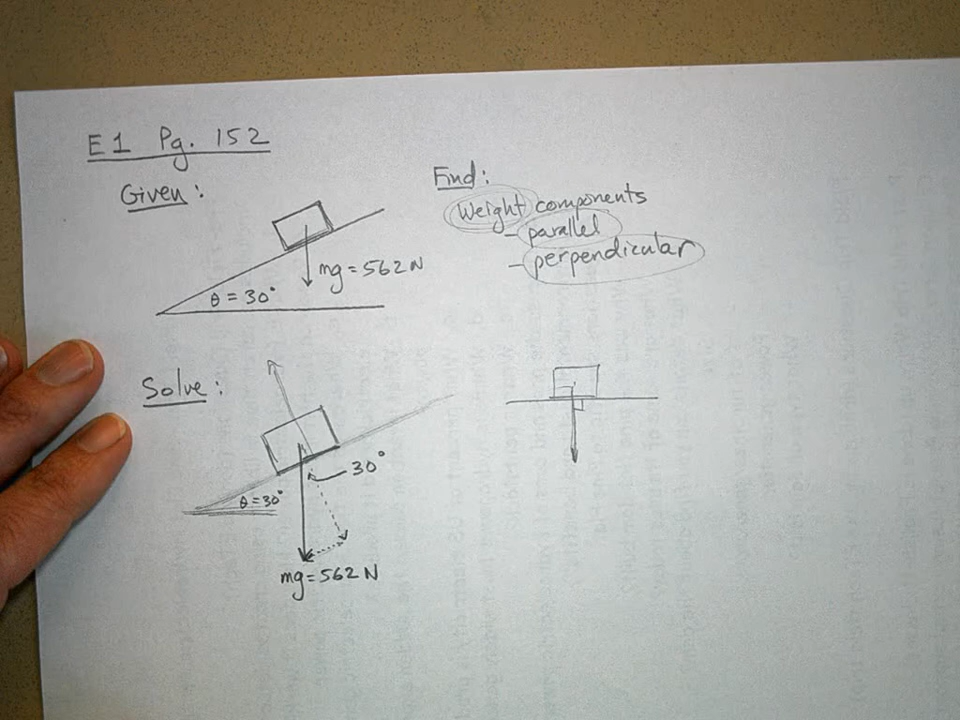 E1 Pg. 152
Given:
mg = 562 N
θ = 30°
Find:
Weight components
- parallel
- perpendicular
Solve:
30°
θ = 30°
mg = 562 N